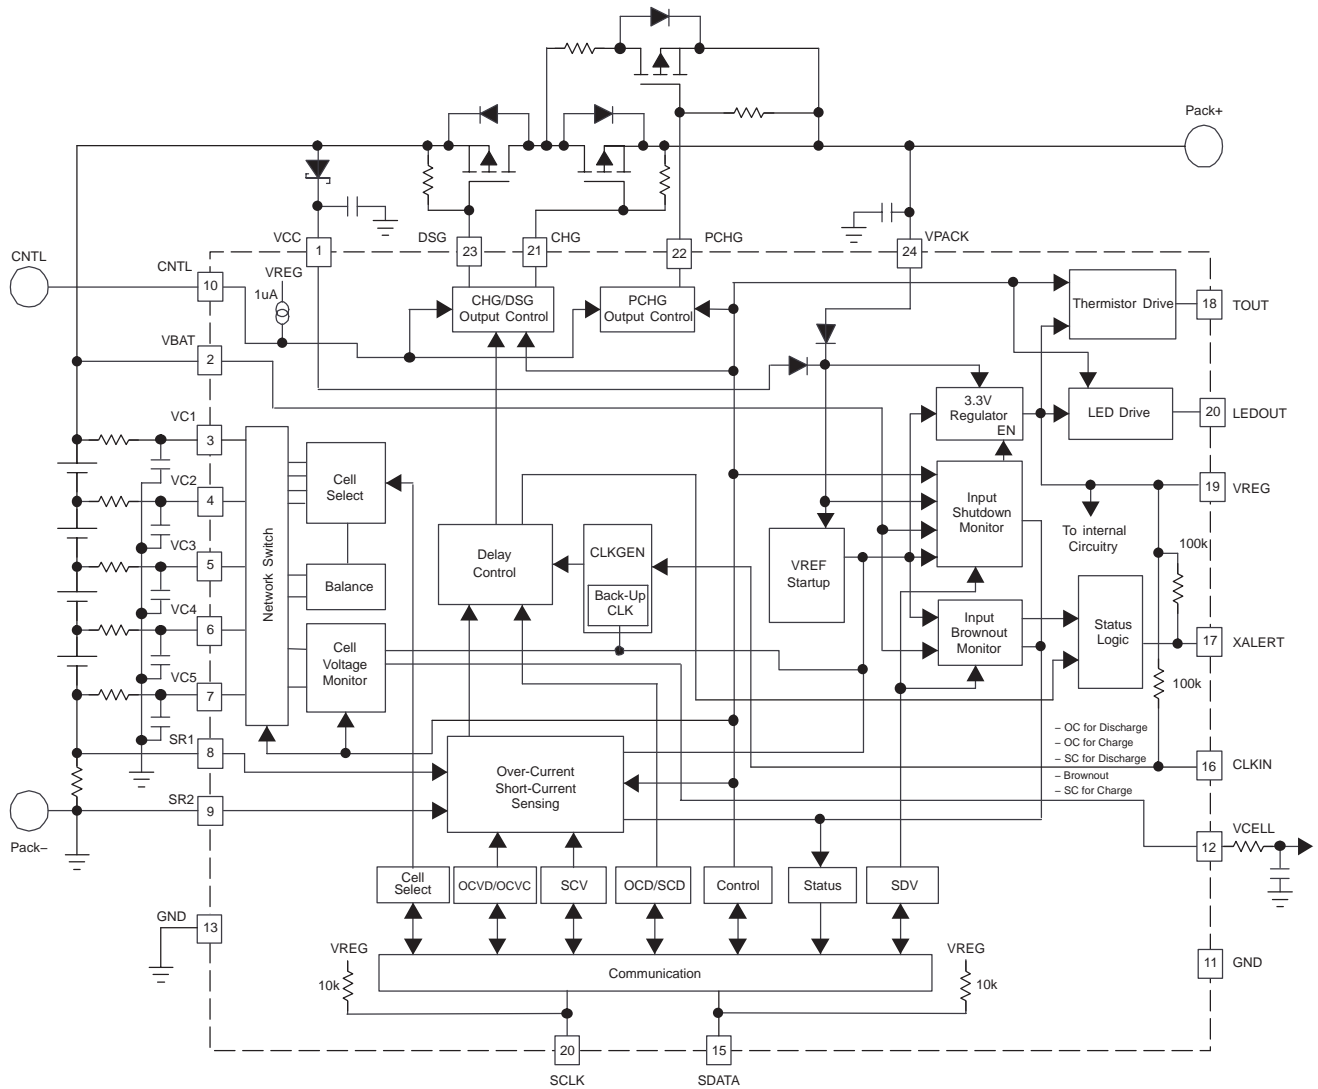 Pack+
VCC
1
DSG
23
21
CHG
22
PCHG
24
VPACK
CNTL
CNTL
10
VREG
1uA
CHG/DSG
Output Control
PCHG
Output Control
Thermistor Drive
18
TOUT
VBAT
2
3.3V
Regulator
EN
LED Drive
20
LEDOUT
VC1
3
VC2
4
VC3
5
VC4
6
VC5
7
SR1
8
SR2
9
Pack–
Network Switch
Cell
Select
Balance
Cell
Voltage
Monitor
Delay
Control
CLKGEN
Back-Up
CLK
VREF
Startup
Input
Shutdown
Monitor
Input
Brownout
Monitor
19
VREG
To internal
Circuitry
100k
Status
Logic
17
XALERT
100k
– OC for Discharge
– OC for Charge
– SC for Discharge
– Brownout
– SC for Charge
16
CLKIN
Over-Current
Short-Current
Sensing
12
VCELL
Cell
Select
OCVD/OCVC
SCV
OCD/SCD
Control
Status
SDV
GND
13
VREG
10k
Communication
VREG
10k
11
GND
20
SCLK
15
SDATA